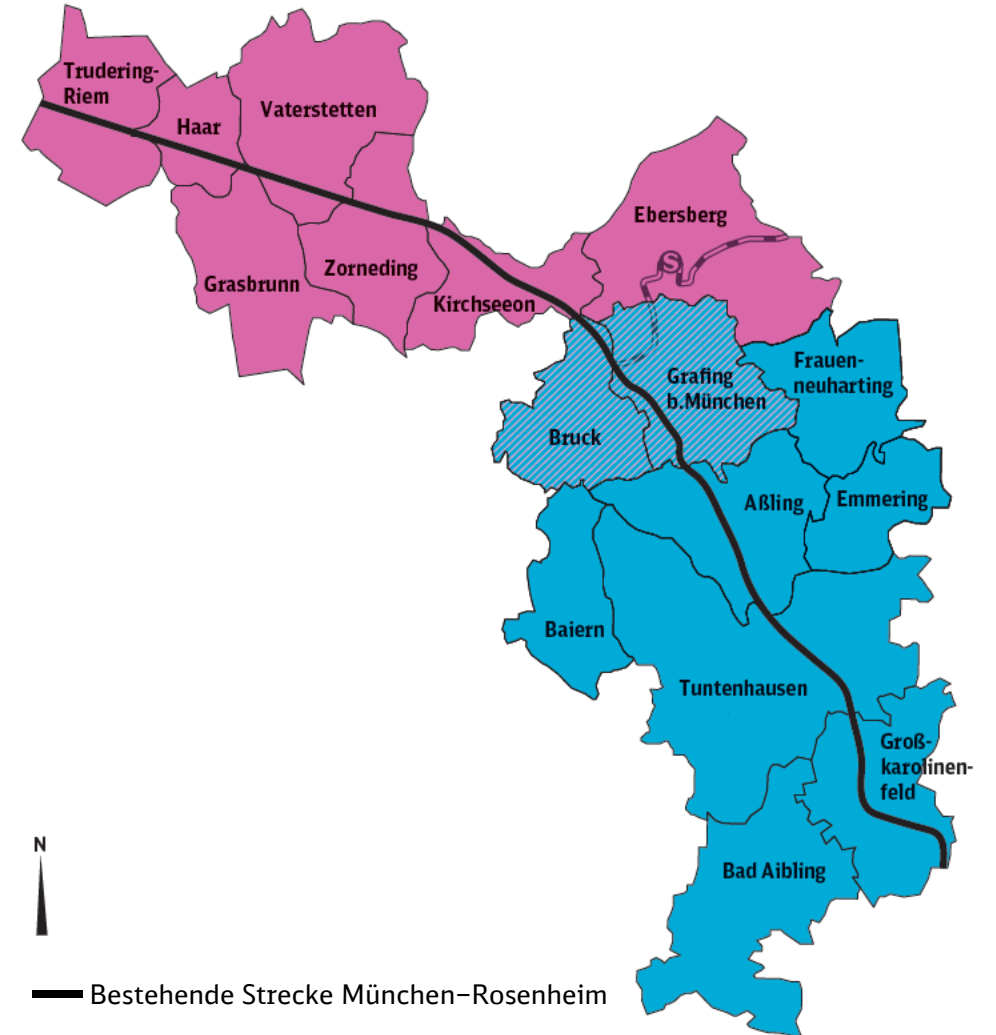 Trudering-
Riem
Haar
Vaterstetten
Ebersberg
S
Grasbrunn
Zorneding
Kirchseeon
Frauen-
neuharting
Grafing
b.München
Bruck
Aßling
Emmering
Baiern
Tuntenhausen
Groß-
karolinen-
feld
Bad Aibling
N
Bestehende Strecke München–Rosenheim